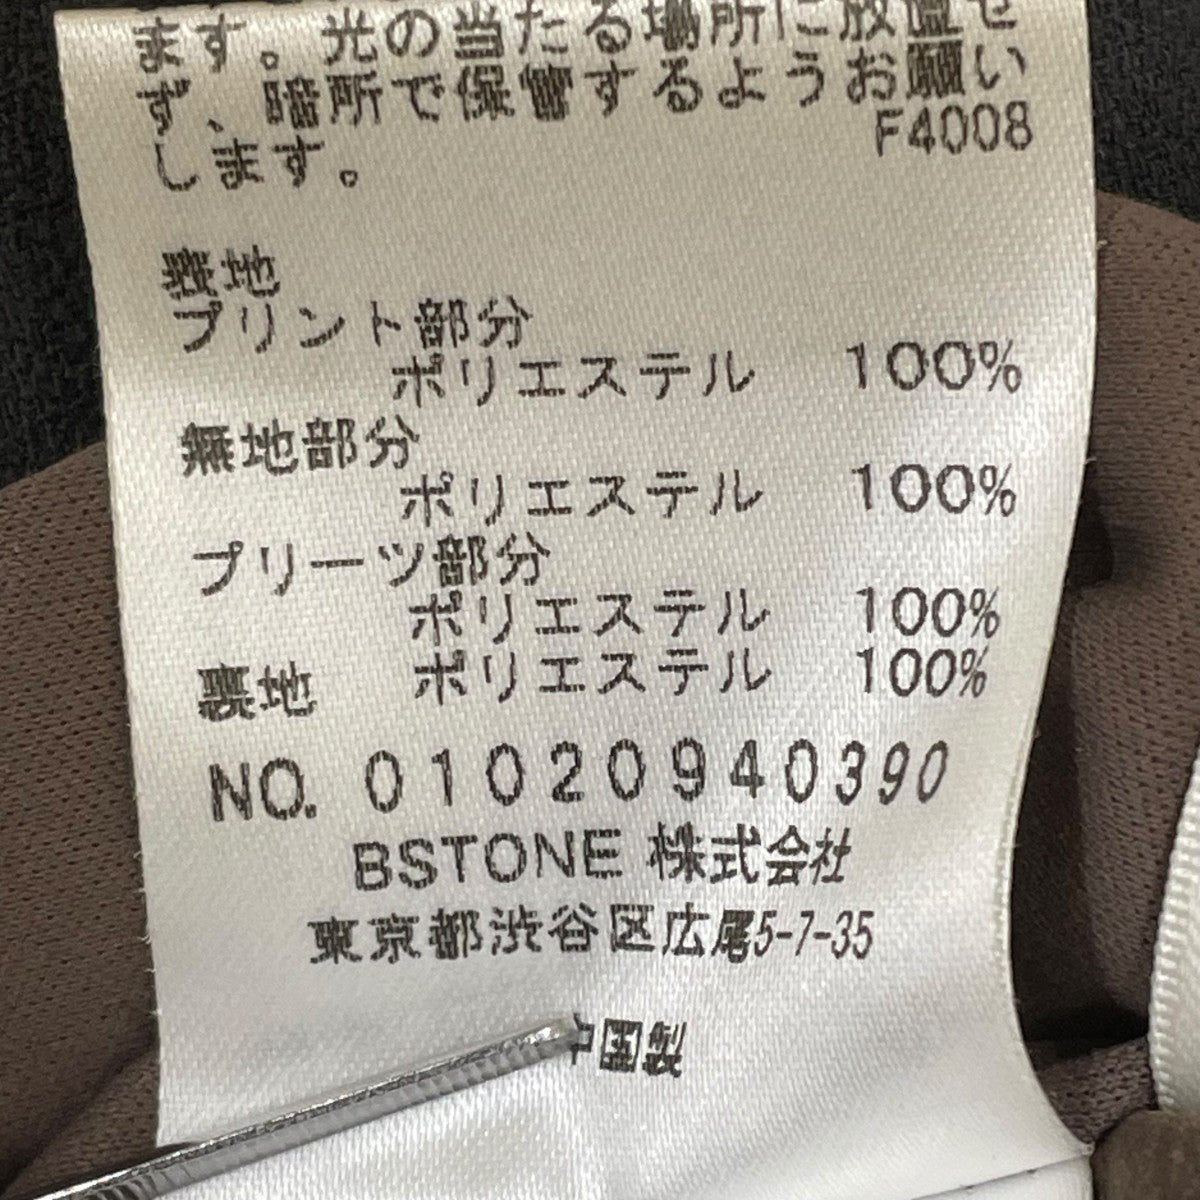 ます。光の当たる場所に放置せ
ず、暗所で保管するようお願い
します。
F4008
表地
プリント部分
ポリエステル 100%
無地部分
ポリエステル 100%
プリーツ部分
ポリエステル 100%
裏地 ポリエステル 100%
NO. 01020940390
BSTONE 株式会社
東京都渋谷区広尾5-7-35
中国製